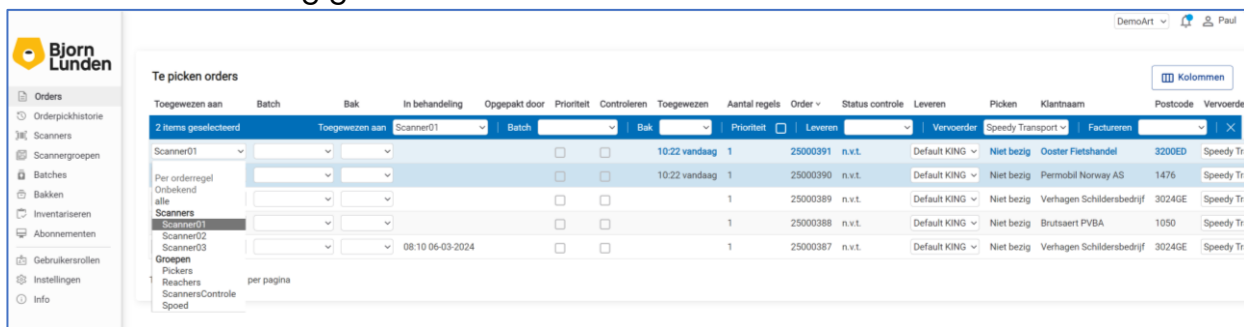 DemoArt Paul
Bjorn
Lunden
Te picken orders
Kolommen
Orders
Orderpickhistorie
Scanners
Scannergroepen
Batches
Bakken
Inventariseren
Abonnementen
Gebruikersrollen
Instellingen
Info
Toegewezen aan Batch Bak In behandeling Opgepakt door Prioriteit Controleren Toegewezen Aantal regels Order Status controle Leveren Picken Klantnaam Postcode Vervoerde
2 items geselecteerd Toegewezen aan Scanner01 Batch Bak Prioriteit Leveren Vervoerder Speedy Transport Factureren
Scanner01 10:22 vandaag 1 25000391 n.v.t. Default KING Niet bezig Ooster Fietshandel 3200ED Speedy Tr
10:22 vandaag 1 25000390 n.v.t. Default KING Niet bezig Permobil Norway AS 1476 Speedy Tr
1 25000389 n.v.t. Default KING Niet bezig Verhagen Schildersbedrijf 3024GE Speedy Tr
1 25000388 n.v.t. Default KING Niet bezig Brutsaert PVBA 1050 Speedy Tr
08:10 06-03-2024 1 25000387 n.v.t. Default KING Niet bezig Verhagen Schildersbedrijf 3024GE Speedy Tr
Per orderregel
Onbekend
alle
Scanners
Scanner01
Scanner02
Scanner03
Groepen
Pickers
Reachers
ScannersControle
Spoed
per pagina